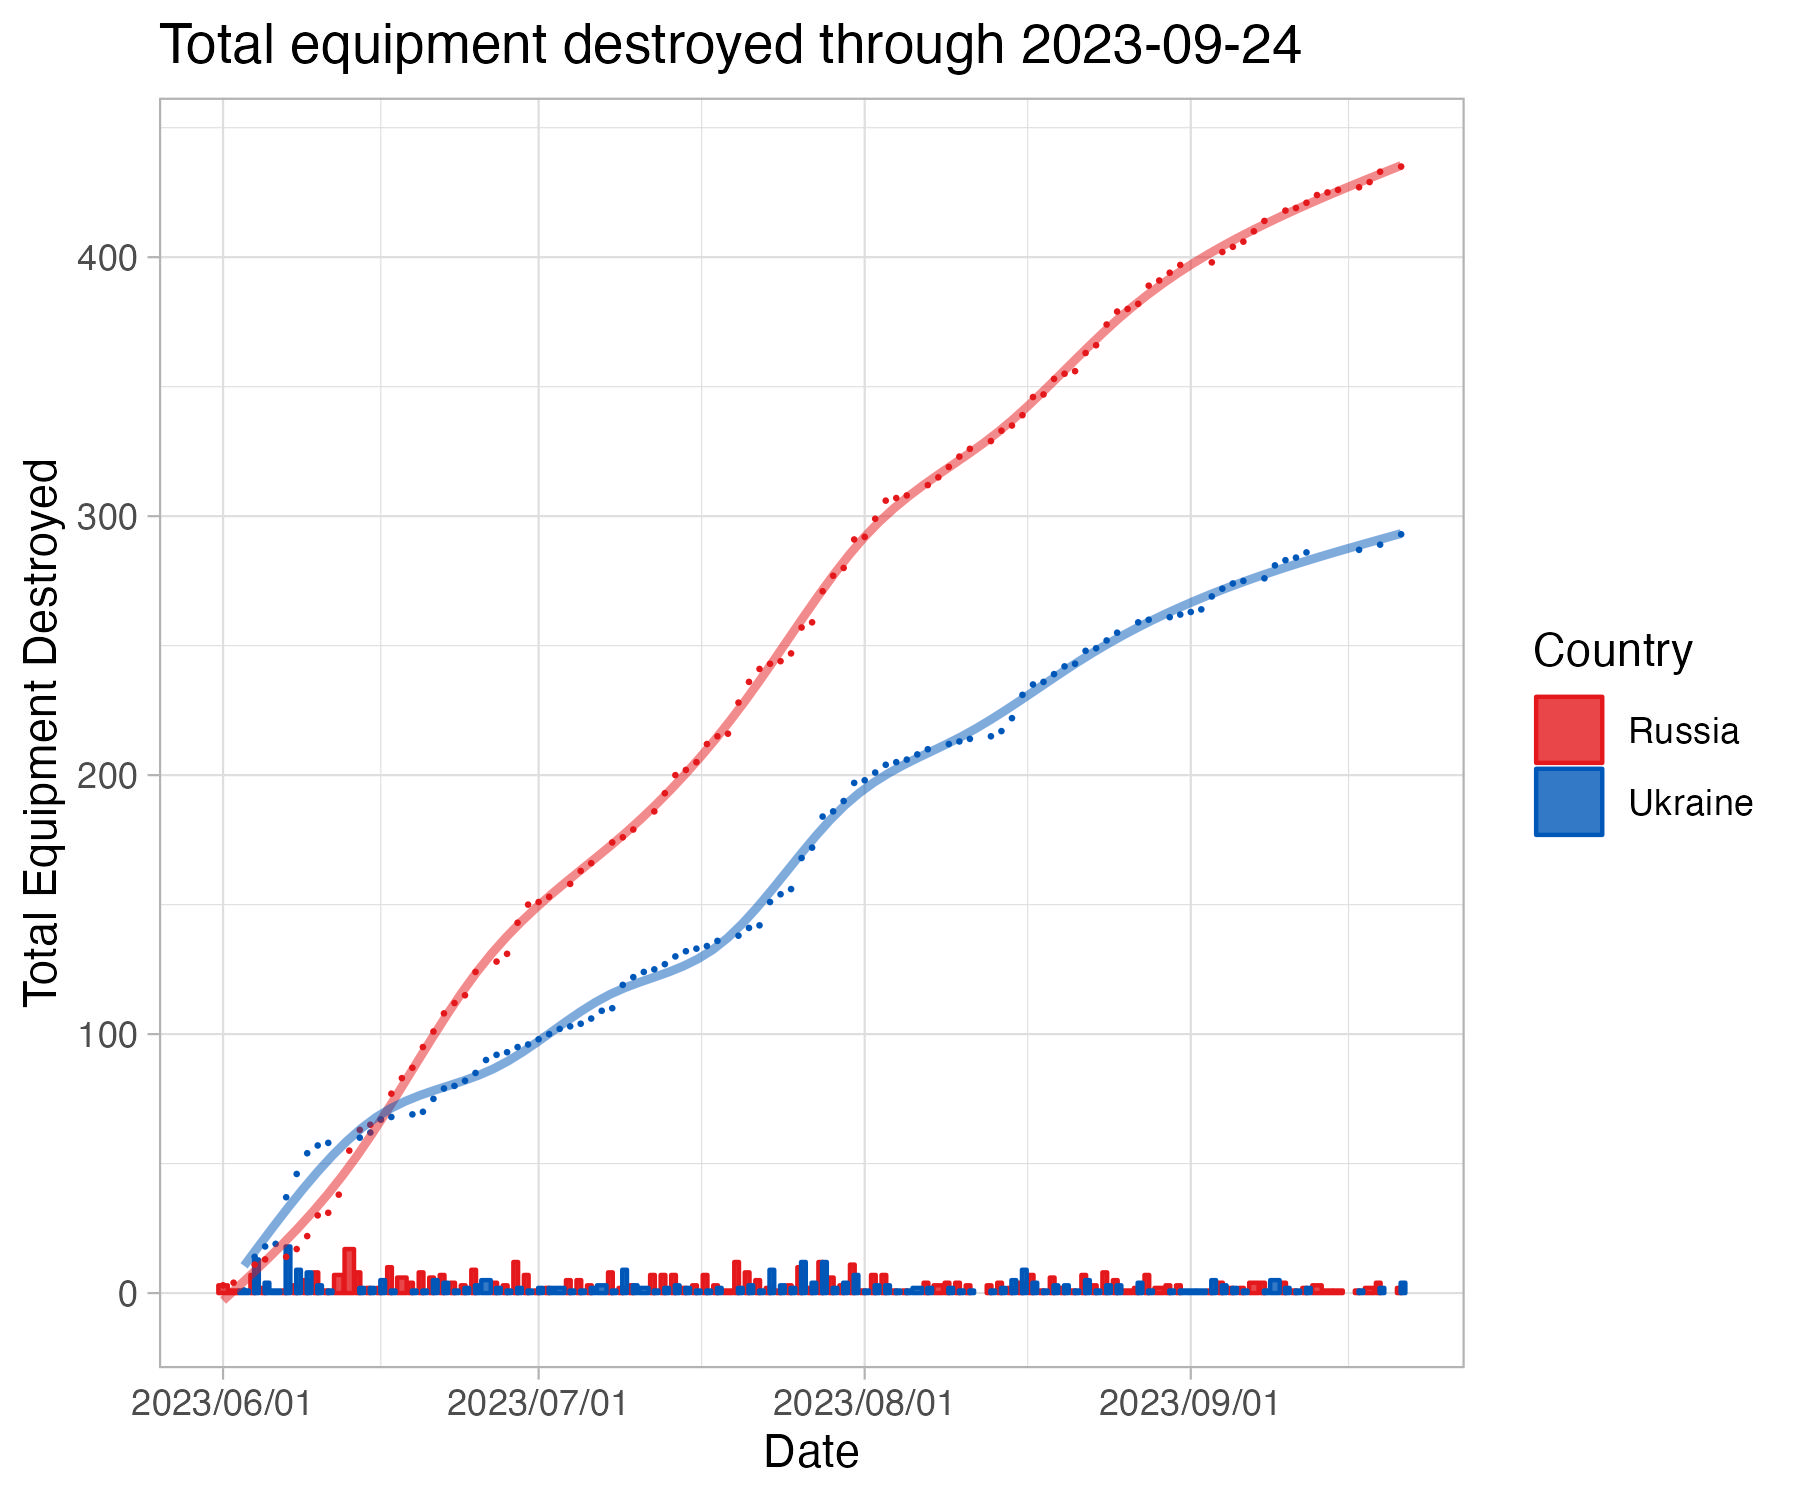 Total equipment destroyed through 2023-09-24
Total Equipment Destroyed
400
300
200
100
0
2023/06/01
2023/07/01
2023/08/01
2023/09/01
Date
Country
Russia
Ukraine